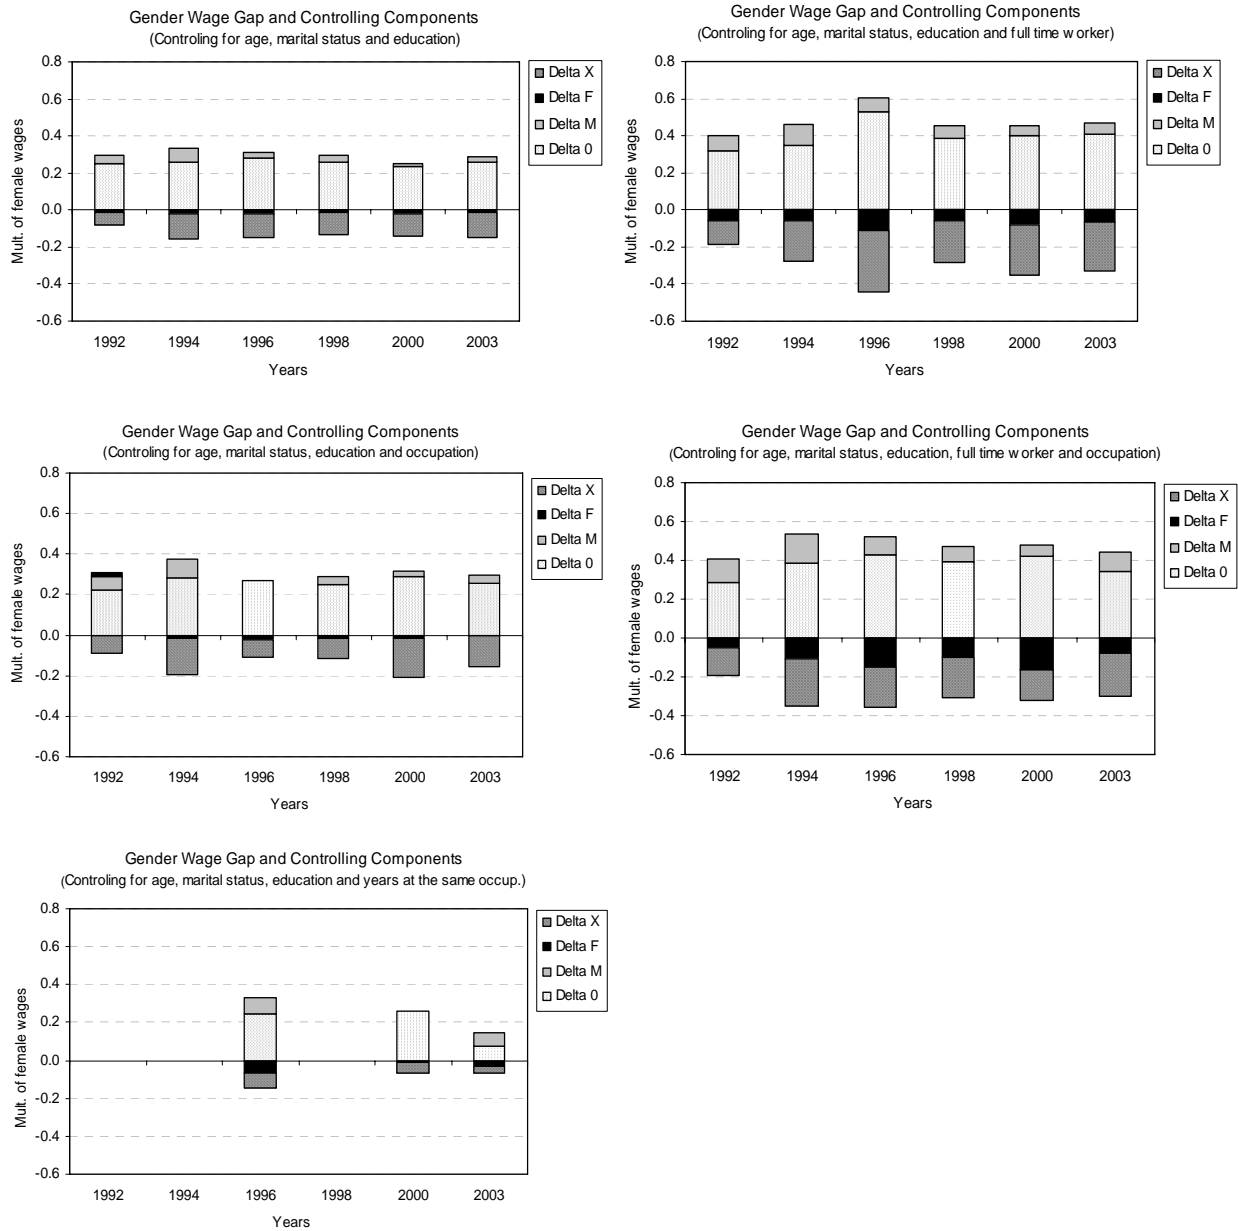 Gender Wage Gap and Controlling Components
(Controling for age, marital status and education)
Mult. of female wages
0.8
0.6
0.4
0.2
0.0
-0.2
-0.4
-0.6
1992 1994 1996 1998 2000 2003
Years
Delta X
Delta F
Delta M
Delta 0
Gender Wage Gap and Controlling Components
(Controling for age, marital status, education and full time worker)
Mult. of female wages
0.8
0.6
0.4
0.2
0.0
-0.2
-0.4
-0.6
1992 1994 1996 1998 2000 2003
Years
Delta X
Delta F
Delta M
Delta 0
Gender Wage Gap and Controlling Components
(Controling for age, marital status, education and occupation)
Mult. of female wages
0.8
0.6
0.4
0.2
0.0
-0.2
-0.4
-0.6
1992 1994 1996 1998 2000 2003
Years
Delta X
Delta F
Delta M
Delta 0
Gender Wage Gap and Controlling Components
(Controling for age, marital status, education, full time worker and occupation)
Mult. of female wages
0.8
0.6
0.4
0.2
0.0
-0.2
-0.4
-0.6
1992 1994 1996 1998 2000 2003
Years
Delta X
Delta F
Delta M
Delta 0
Gender Wage Gap and Controlling Components
(Controling for age, marital status, education and years at the same occup.)
Mult. of female wages
0.8
0.6
0.4
0.2
0.0
-0.2
-0.4
-0.6
1992 1994 1996 1998 2000 2003
Years
Delta X
Delta F
Delta M
Delta 0